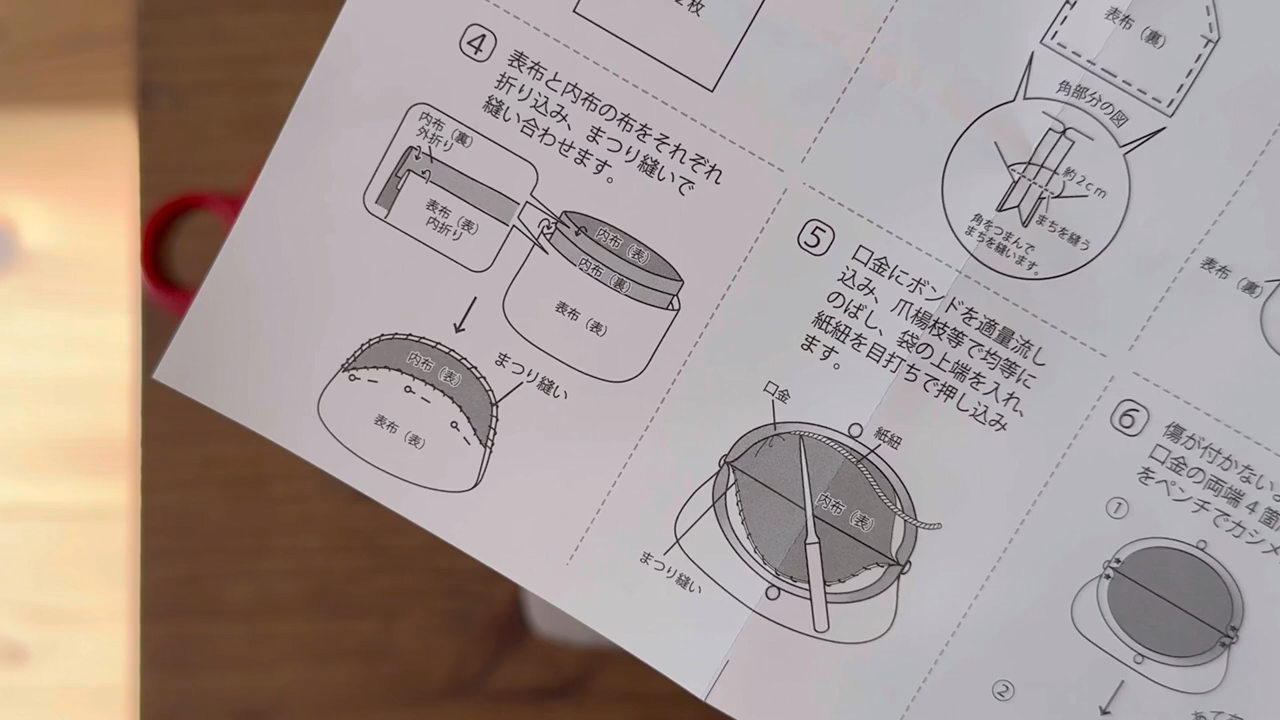 2枚
④
表布と内布の布をそれぞれ
折り込み、まつり縫いで
縫い合わせます。
内布（裏）
外折り
表布（表）
内折り
内布（表）
内布（裏）
表布（表）
まつり縫い
内布（表）
表布（表）
表布（裏）
角部分の図
約2cm
まちを縫う
角をつまんで
まちを縫います。
⑤
口金にボンドを適量流し
込み、爪楊枝等で均等に
のばし、袋の上端を入れ、
紙紐を目打ちで押し込み
ます。
口金
紙紐
内布（表）
まつり縫い
表布（裏）
⑥
傷が付かない
口金の両端4箇
をペンチでカシメ
①
②